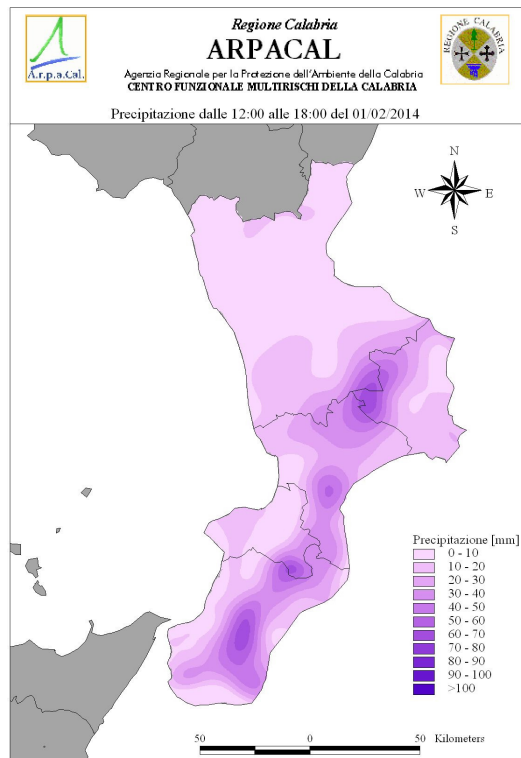 Regione Calabria
ARPACAL
Agenzia Regionale per la Protezione dell'Ambiente della Calabria
CENTRO FUNZIONALE MULTIRISCHI DELLA CALABRIA
A.r.p.a.Cal.
REGIONE CALABRIA
Precipitazione dalle 12:00 alle 18:00 del 01/02/2014
N
W E
S
Precipitazione [mm]
0 - 10
10 - 20
20 - 30
30 - 40
40 - 50
50 - 60
60 - 70
70 - 80
80 - 90
90 - 100
>100
50 0 50 Kilometers